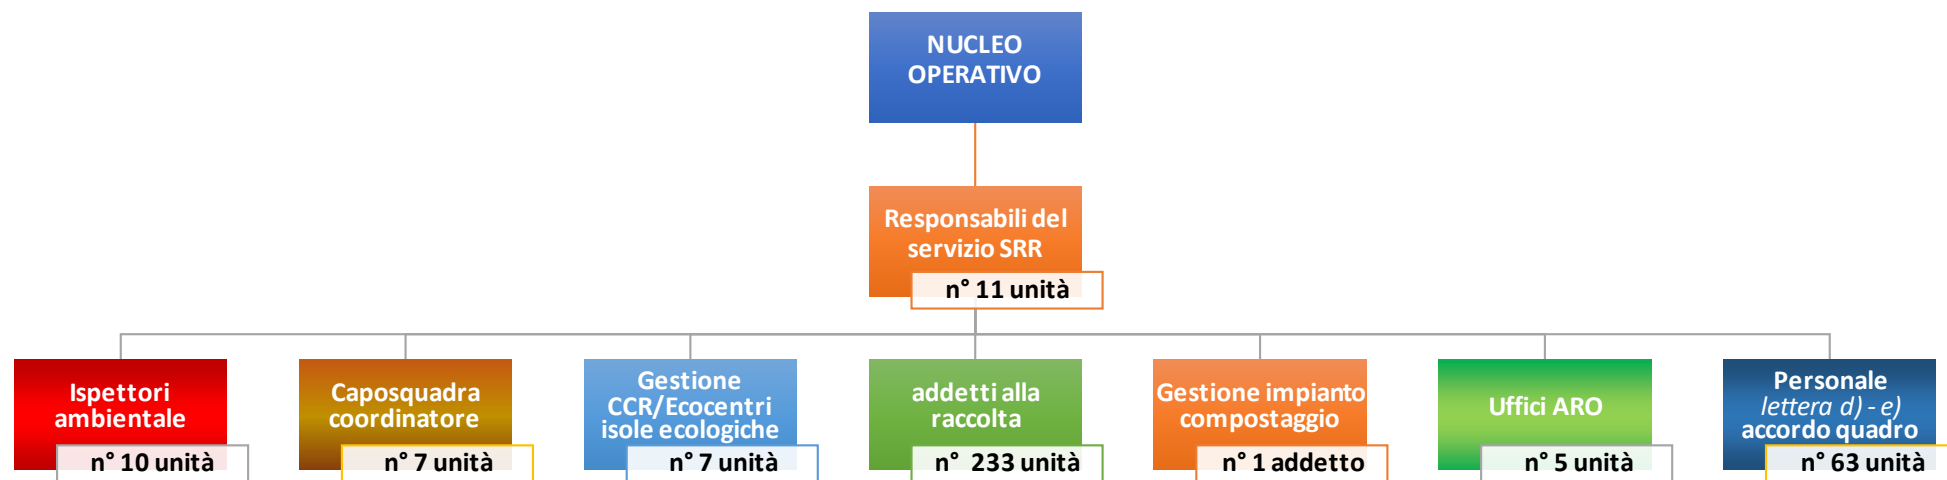 NUCLEO
OPERATIVO
Responsabili del
servizio SRR
n° 11 unità
Ispettori
ambientale
n° 10 unità
Caposquadra
coordinatore
n° 7 unità
Gestione
CCR/Ecocentri
isole ecologiche
n° 7 unità
addetti alla
raccolta
n° 233 unità
Gestione impianto
compostaggio
n° 1 addetto
Uffici ARO
n° 5 unità
Personale
lettera d) - e)
accordo quadro
n° 63 unità